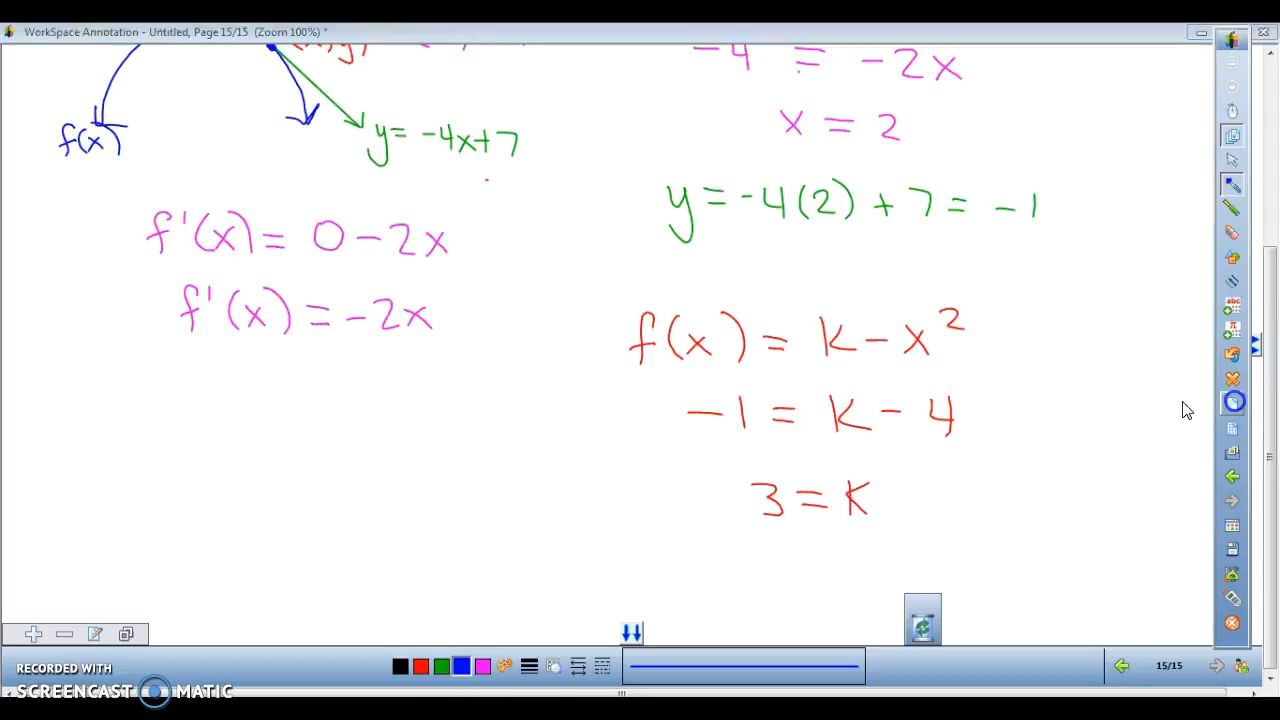 WorkSpace Annotation - Untitled, Page 15/15 (Zoom 100%) *
-4 = -2x
x = 2
f(x)
y = -4x+7
y = -4(2) + 7 = -1
f'(x) = 0 - 2x
f'(x) = -2x
f(x) = K - x²
-1 = K - 4
3 = K
abc
π
15/15
RECORDED WITH
SCREENCAST MATIC